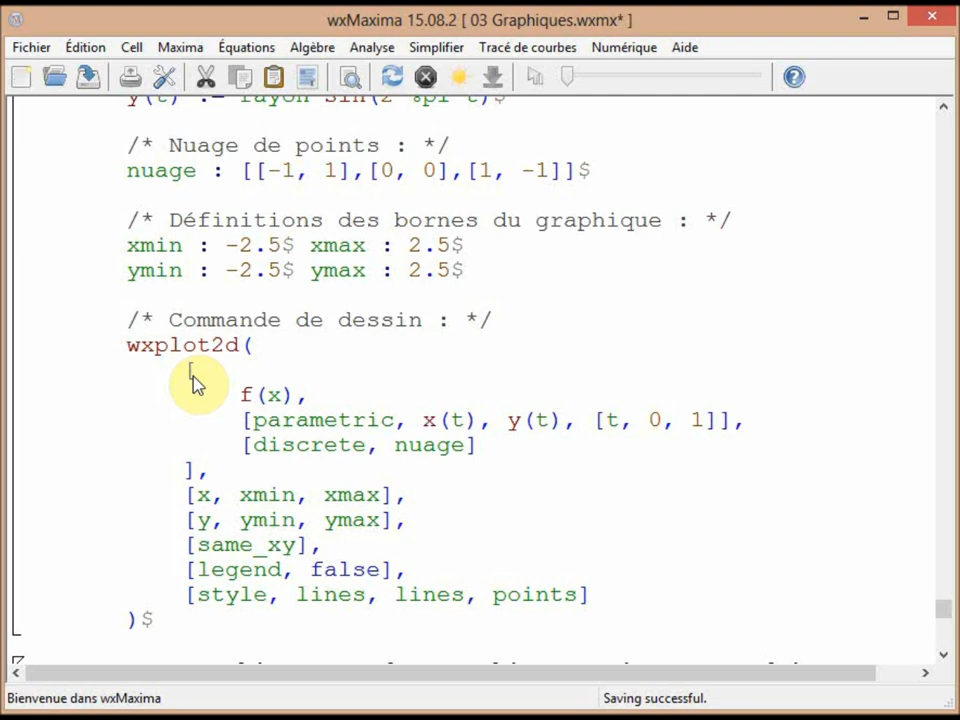 wxMaxima 15.08.2 [ 03 Graphiques.wxmx* ]
Fichier Édition Cell Maxima Équations Algèbre Analyse Simplifier Tracé de courbes Numérique Aide
/* Nuage de points : */
nuage : [[-1, 1],[0, 0],[1, -1]]$
/* Définitions des bornes du graphique : */
xmin : -2.5$ xmax : 2.5$
ymin : -2.5$ ymax : 2.5$
/* Commande de dessin : */
wxplot2d(
[
f(x),
[parametric, x(t), y(t), [t, 0, 1]],
[discrete, nuage]
],
[x, xmin, xmax],
[y, ymin, ymax],
[same_xy],
[legend, false],
[style, lines, lines, points]
)$
Bienvenue dans wxMaxima Saving successful.